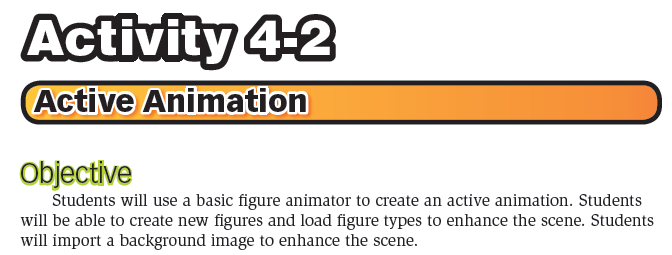 Activity 4-2
Active Animation
Objective
Students will use a basic figure animator to create an active animation. Students
will be able to create new figures and load figure types to enhance the scene. Students
will import a background image to enhance the scene.